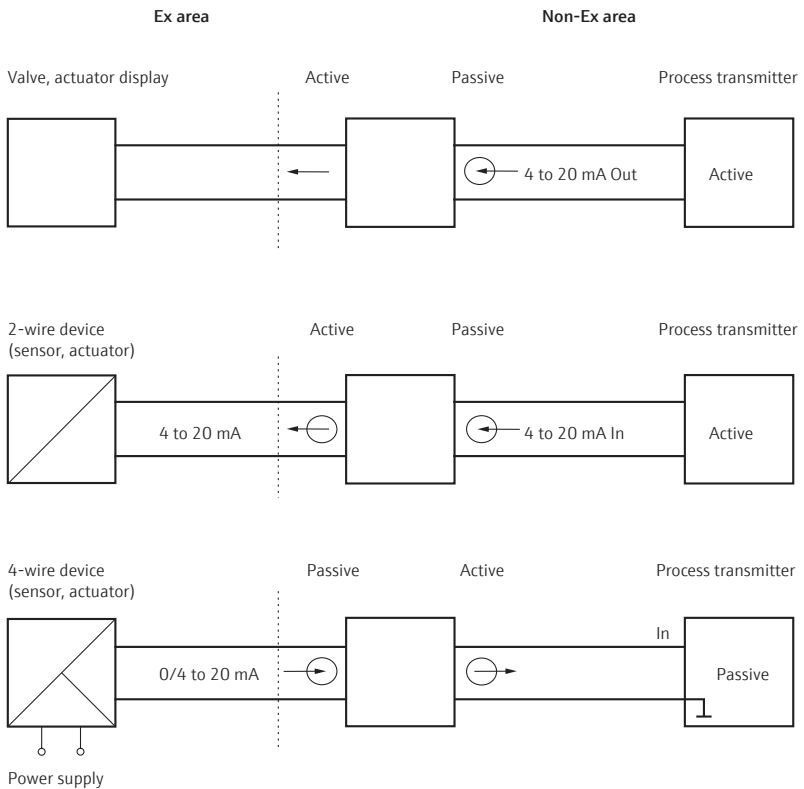 Ex area
Non-Ex area
Valve, actuator display
Active
Passive
Process transmitter
4 to 20 mA Out
Active
2-wire device
(sensor, actuator)
Active
Passive
Process transmitter
4 to 20 mA
4 to 20 mA In
Active
4-wire device
(sensor, actuator)
Passive
Active
Process transmitter
In
0/4 to 20 mA
Passive
Power supply